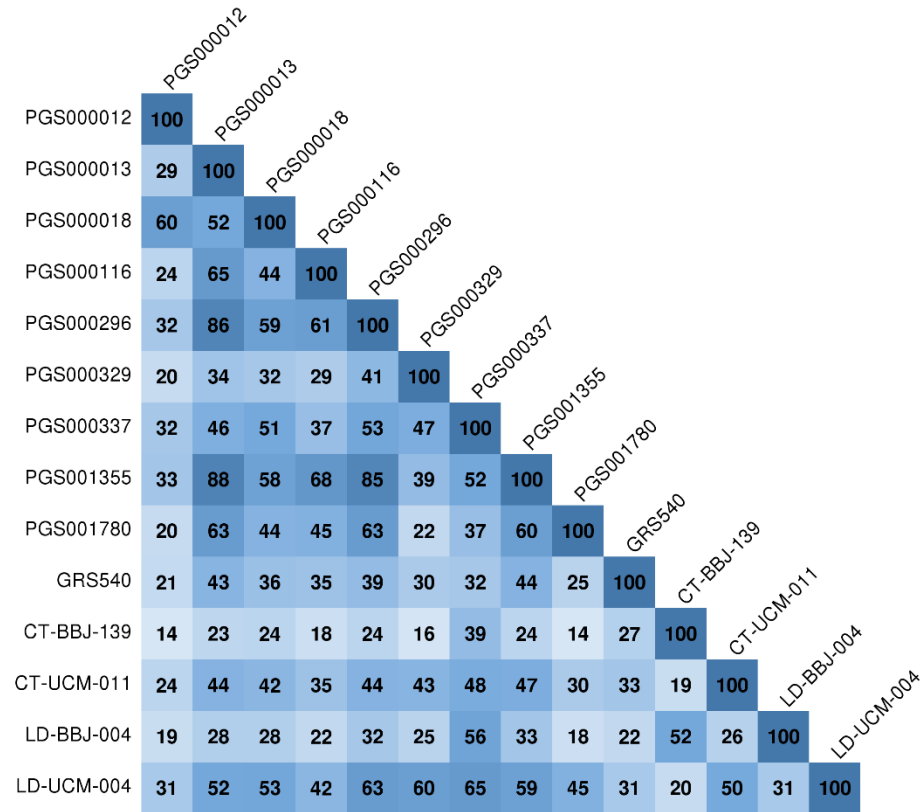 PGS000012
PGS000013
PGS000018
PGS000116
PGS000296
PGS000329
PGS000337
PGS001355
PGS001780
GRS540
CT-BBJ-139
CT-UCM-011
LD-BBJ-004
LD-UCM-004
PGS000012 100
PGS000013 29 100
PGS000018 60 52 100
PGS000116 24 65 44 100
PGS000296 32 86 59 61 100
PGS000329 20 34 32 29 41 100
PGS000337 32 46 51 37 53 47 100
PGS001355 33 88 58 68 85 39 52 100
PGS001780 20 63 44 45 63 22 37 60 100
GRS540 21 43 36 35 39 30 32 44 25 100
CT-BBJ-139 14 23 24 18 24 16 39 24 14 27 100
CT-UCM-011 24 44 42 35 44 43 48 47 30 33 19 100
LD-BBJ-004 19 28 28 22 32 25 56 33 18 22 52 26 100
LD-UCM-004 31 52 53 42 63 60 65 59 45 31 20 50 31 100